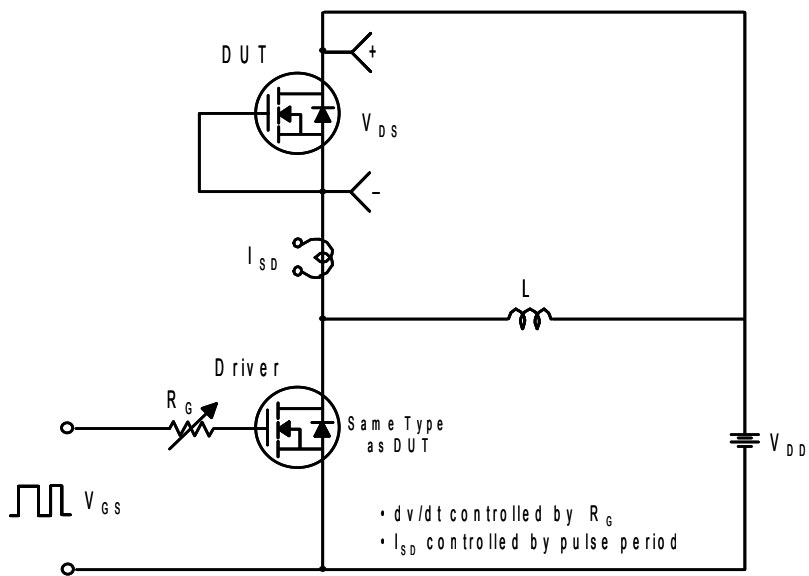 DUT
+
VDS
−
ISD
L
Driver
RG
Same Type
as DUT
VDD
VGS
• dv/dt controlled by RG
• ISD controlled by pulse period